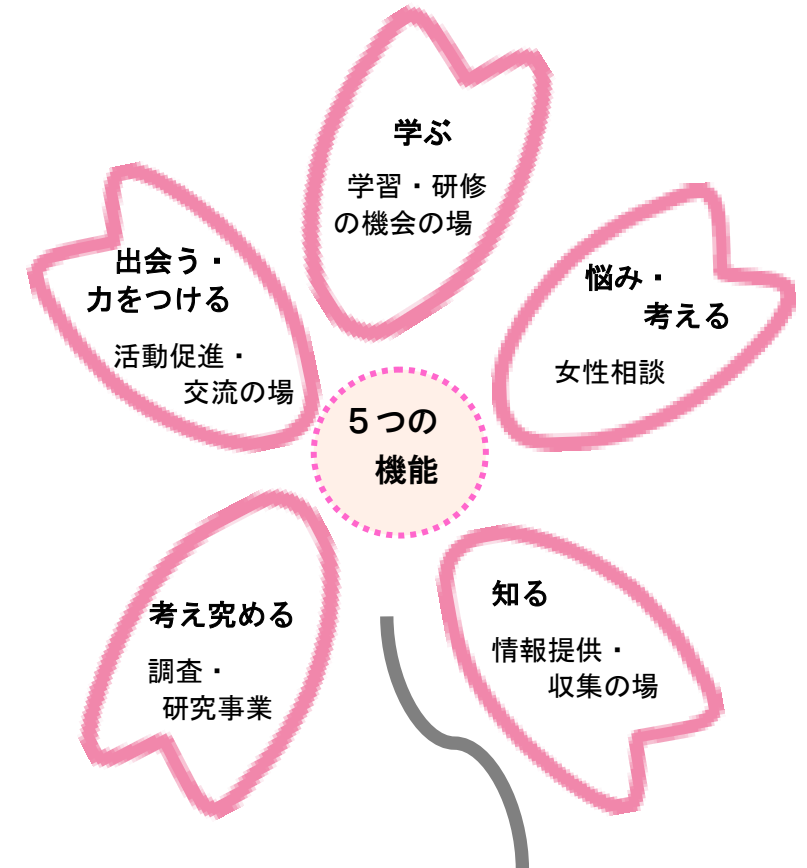 学ぶ
学習・研修
の機会の場
出会う・
力をつける
活動促進・
交流の場
悩み・
考える
女性相談
５つの
機能
考え究める
調査・
研究事業
知る
情報提供・
収集の場